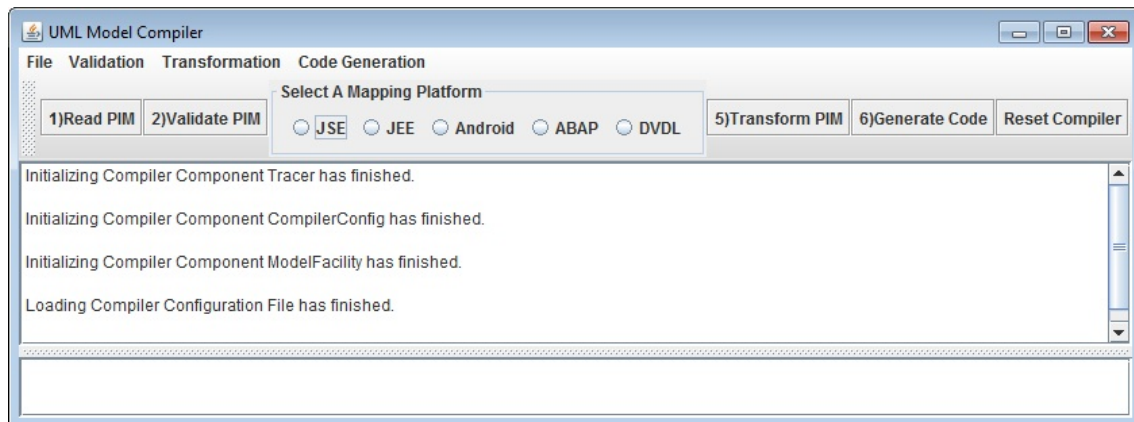 UML Model Compiler
File Validation Transformation Code Generation
Select A Mapping Platform
1)Read PIM 2)Validate PIM JSE JEE Android ABAP DVDL 5)Transform PIM 6)Generate Code Reset Compiler
Initializing Compiler Component Tracer has finished.
Initializing Compiler Component CompilerConfig has finished.
Initializing Compiler Component ModelFacility has finished.
Loading Compiler Configuration File has finished.